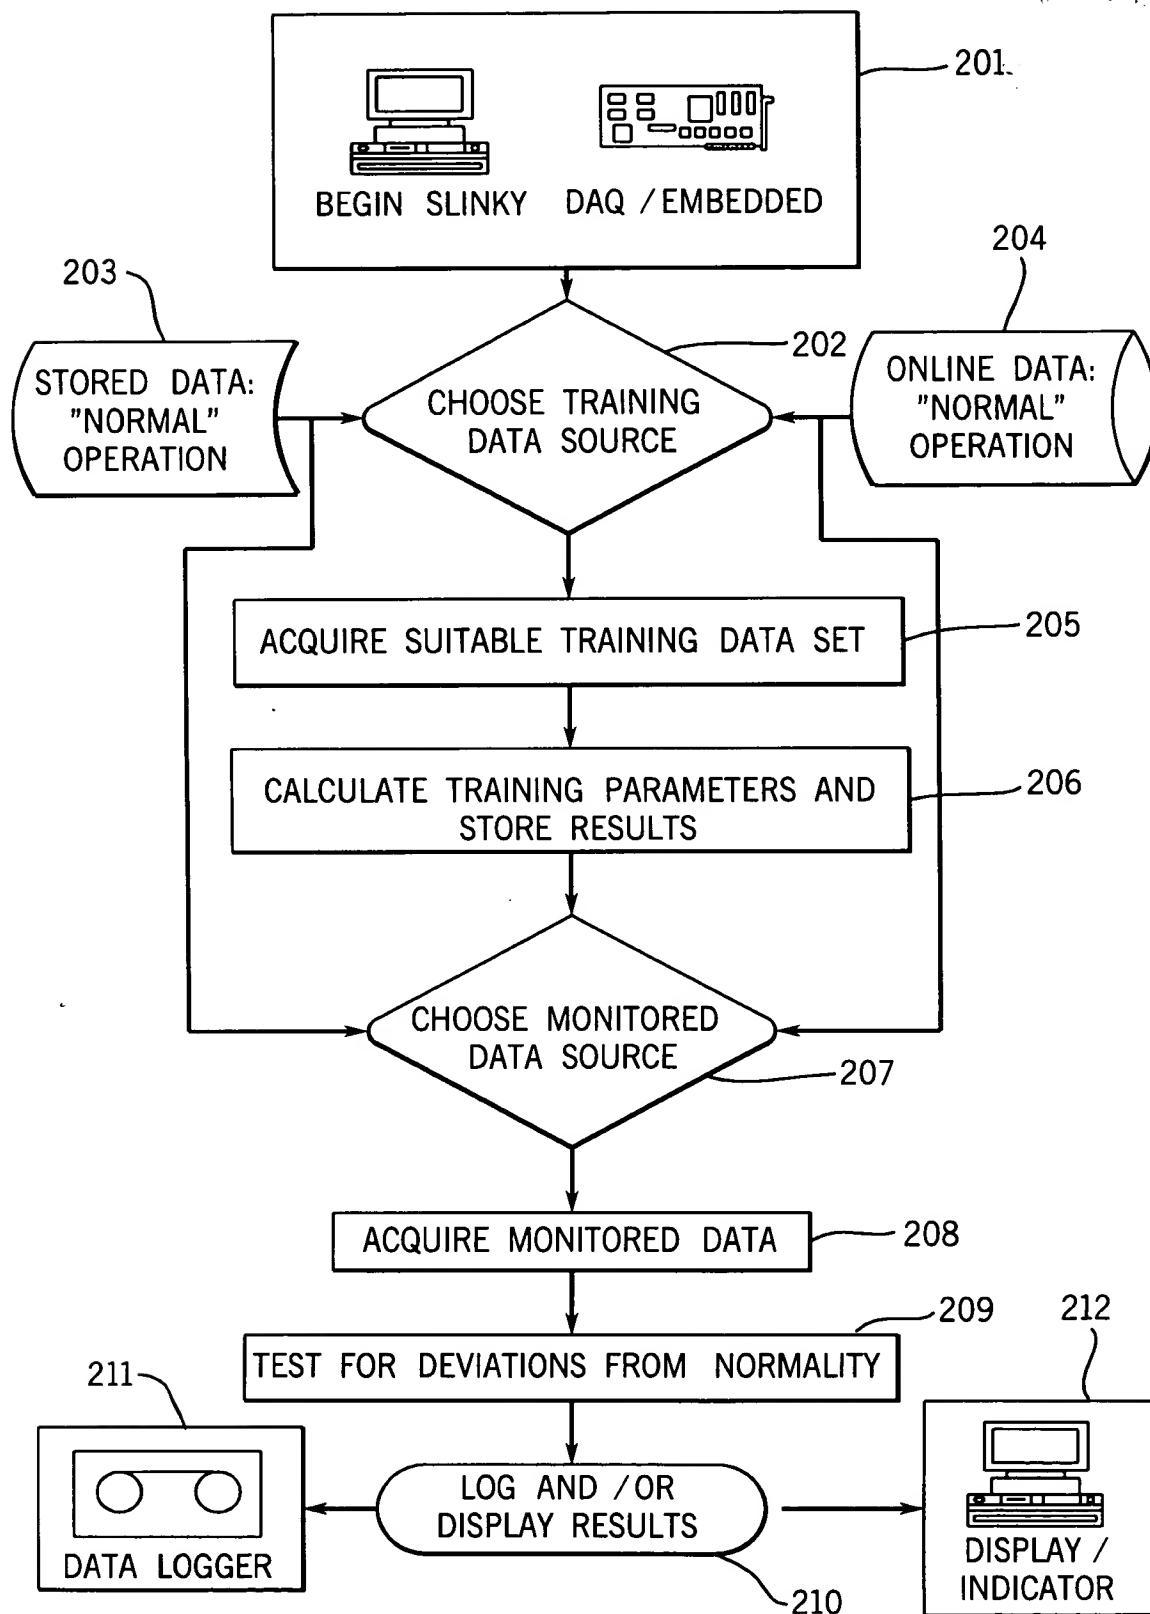 201
BEGIN SLINKY
DAQ / EMBEDDED
203
204
202
STORED DATA:
"NORMAL"
OPERATION
CHOOSE TRAINING
DATA SOURCE
ONLINE DATA:
"NORMAL"
OPERATION
ACQUIRE SUITABLE TRAINING DATA SET
205
CALCULATE TRAINING PARAMETERS AND
STORE RESULTS
206
CHOOSE MONITORED
DATA SOURCE
207
ACQUIRE MONITORED DATA
208
209
TEST FOR DEVIATIONS FROM NORMALITY
211
212
LOG AND / OR
DISPLAY RESULTS
210
DATA LOGGER
DISPLAY /
INDICATOR